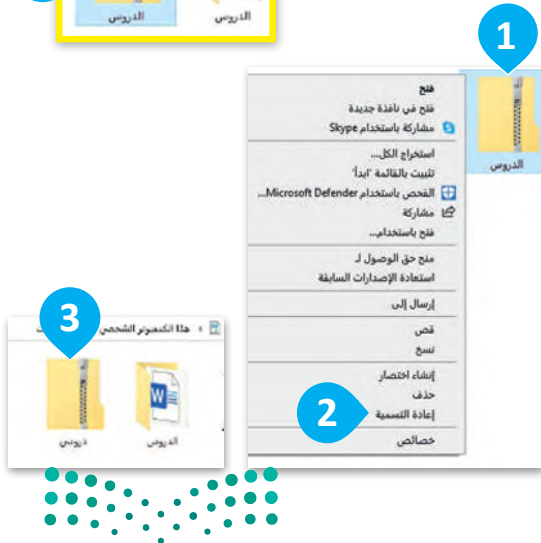 الدروس
الدروس
1
الدروس
فتح
فتح في نافذة جديدة
مشاركة باستخدام Skype
استخراج الكل...
تثبيت بالقائمة 'ابدأ'
الفحص باستخدام Microsoft Defender...
مشاركة
فتح باستخدام...
منح حق الوصول لـ
استعادة الإصدارات السابقة
إرسال إلى
قص
نسخ
إنشاء اختصار
حذف
إعادة التسمية
خصائص
2
3
هذا الكمبيوتر الشخصي
الدروس
دروسي